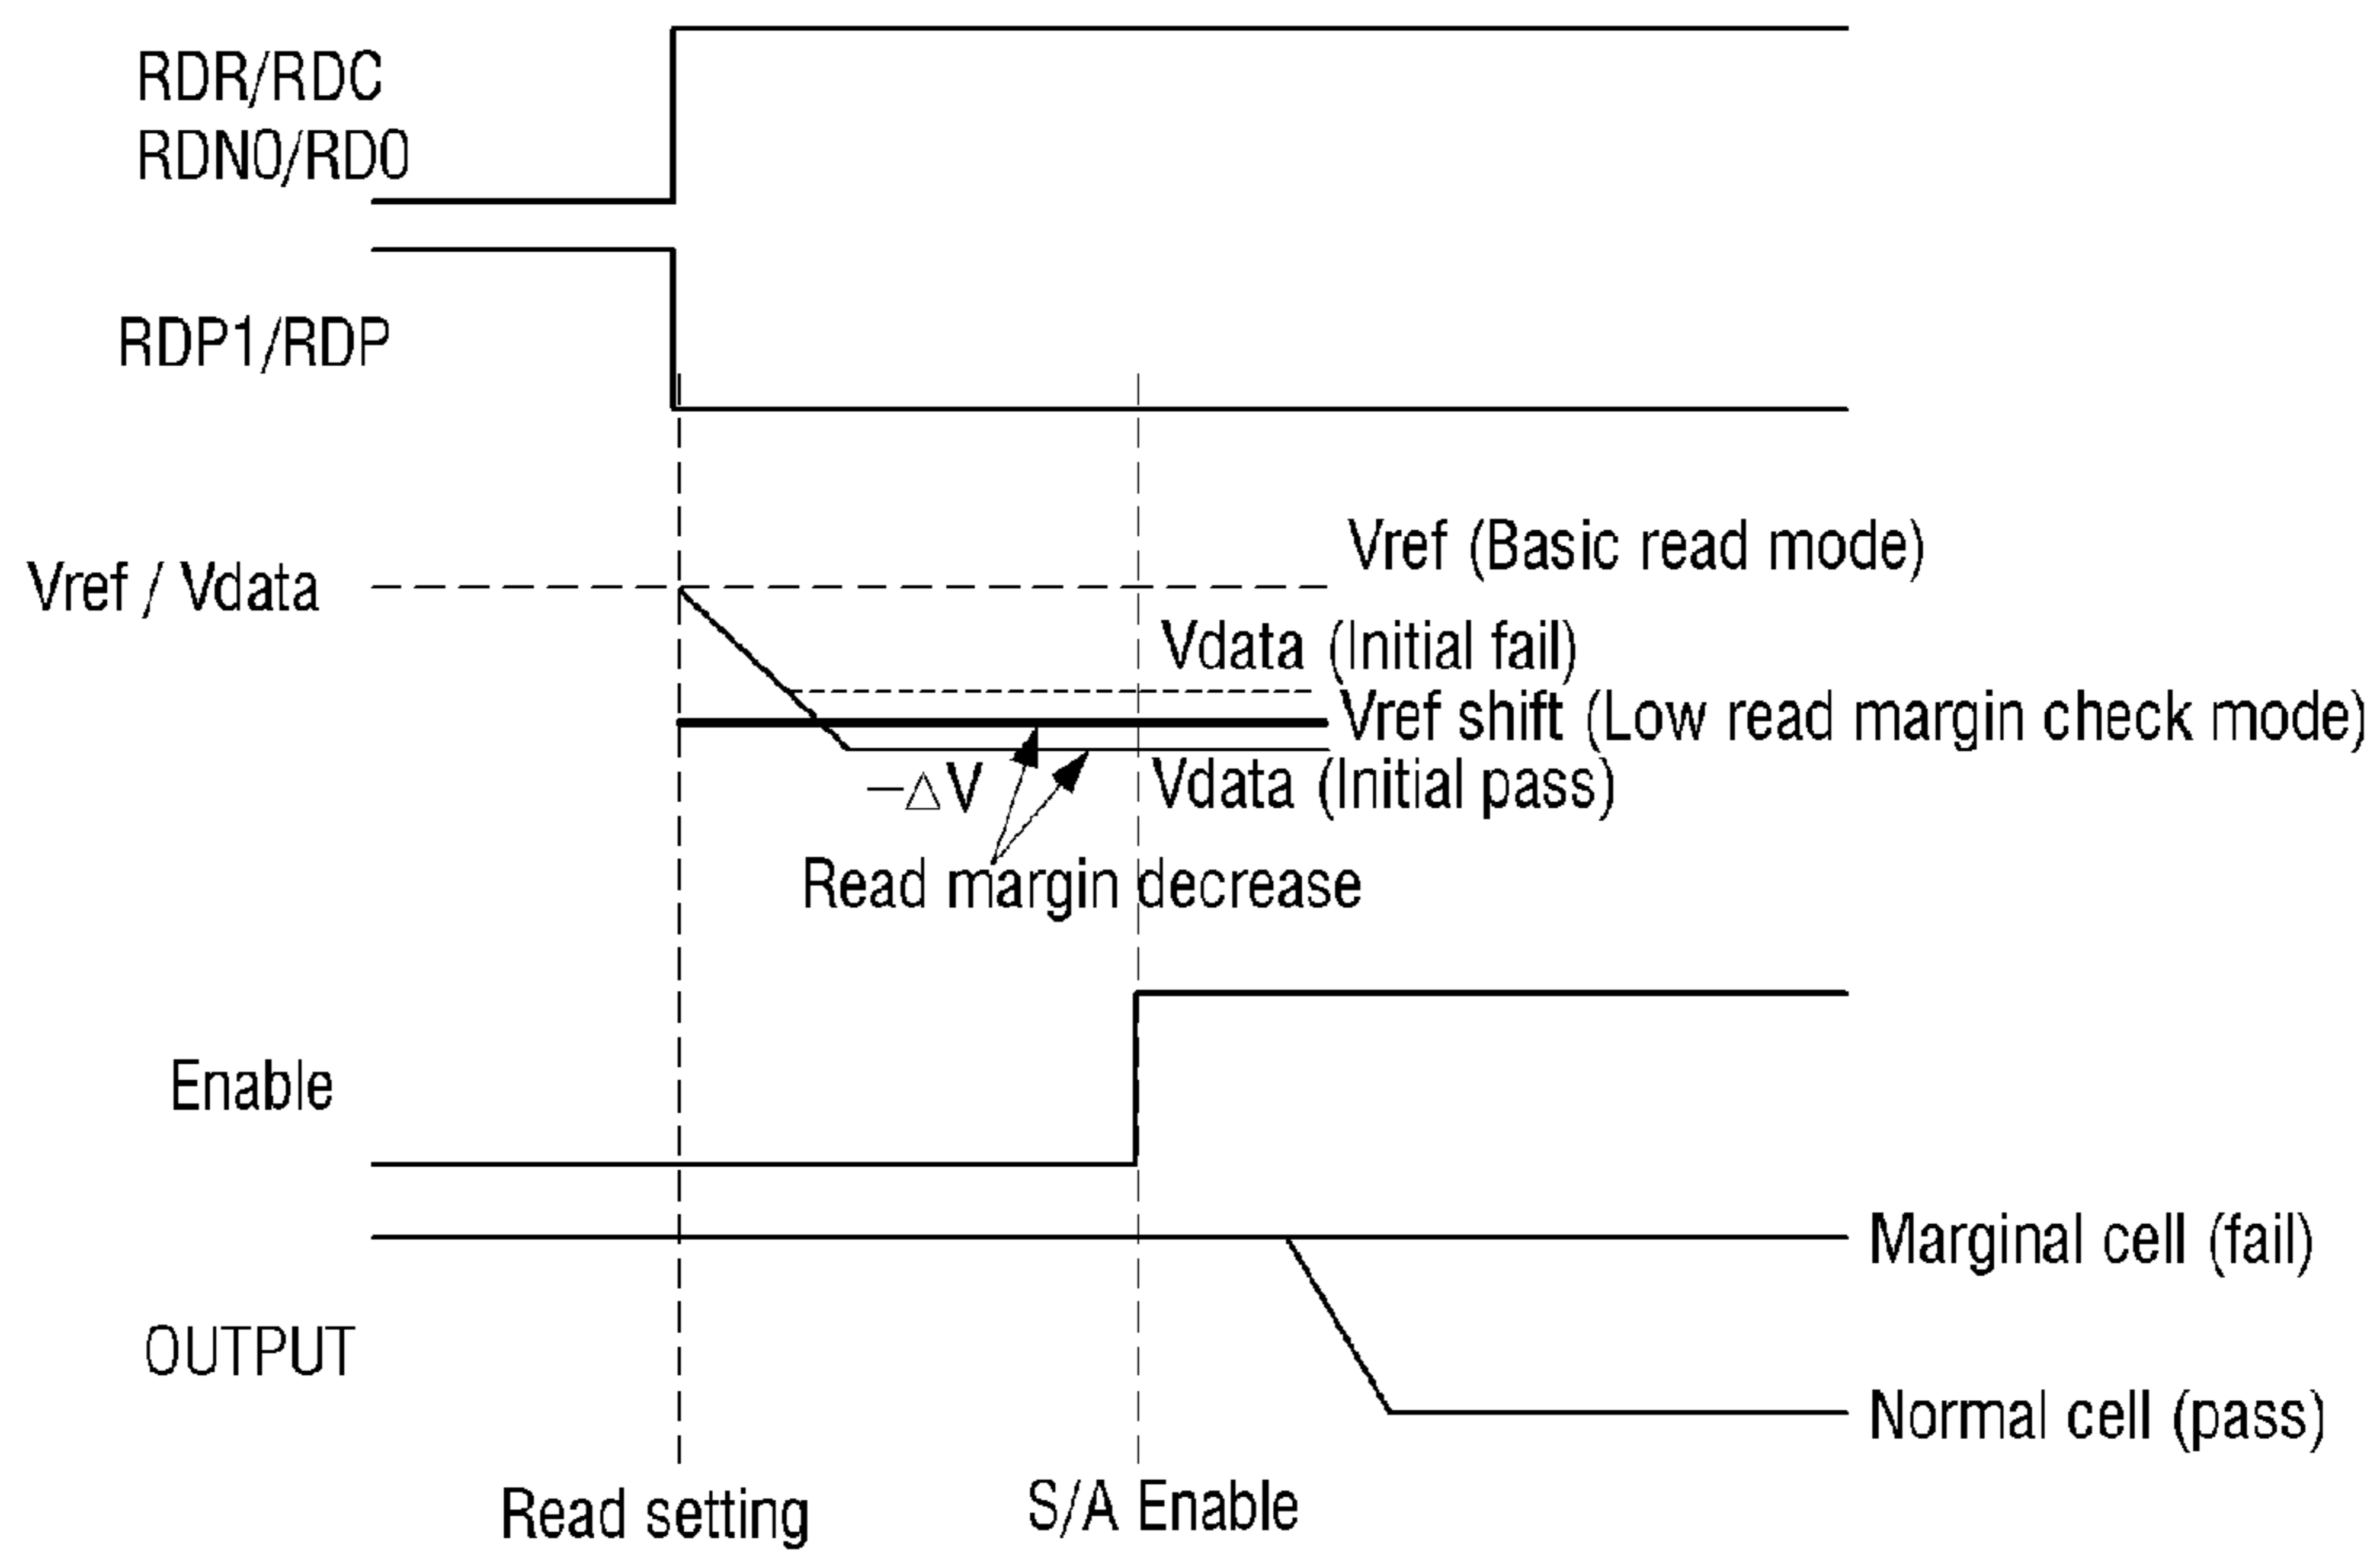 RDR/RDC
RDN0/RD0
RDP1/RDP
Vref / Vdata
Vref (Basic read mode)
Vdata (Initial fail)
Vref shift (Low read margin check mode)
−△V
Vdata (Initial pass)
Read margin decrease
Enable
Marginal cell (fail)
OUTPUT
Normal cell (pass)
Read setting
S/A Enable